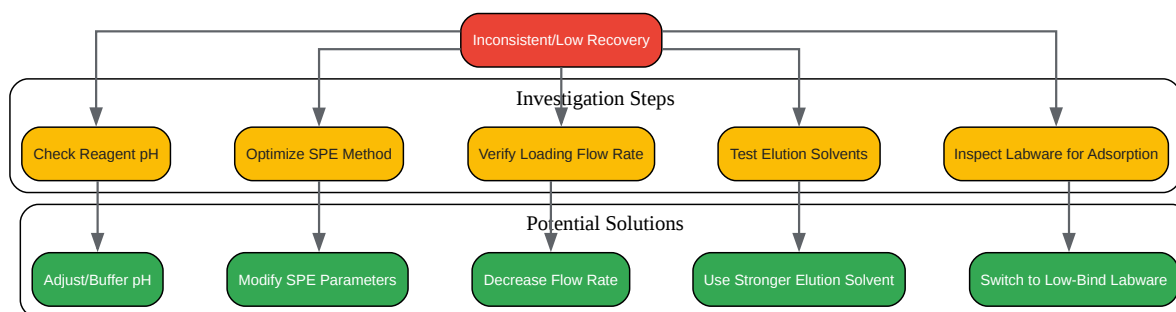 Inconsistent/Low Recovery
Investigation Steps
Check Reagent pH
Optimize SPE Method
Verify Loading Flow Rate
Test Elution Solvents
Inspect Labware for Adsorption
Potential Solutions
Adjust/Buffer pH
Modify SPE Parameters
Decrease Flow Rate
Use Stronger Elution Solvent
Switch to Low-Bind Labware